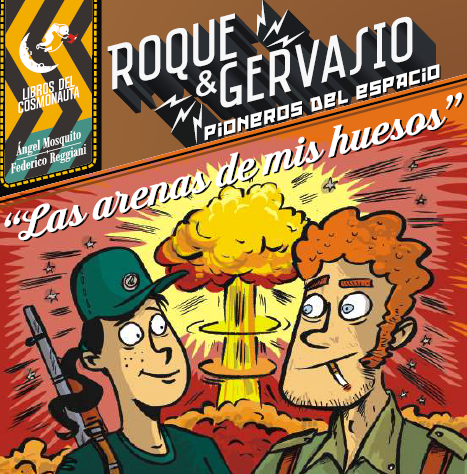 LIBROS DEL
COSMONAUTA
Ángel Mosquito
Federico Reggiani
ROQUE
& GERVASIO
PIONEROS DEL ESPACIO
“Las arenas de mis huesos”